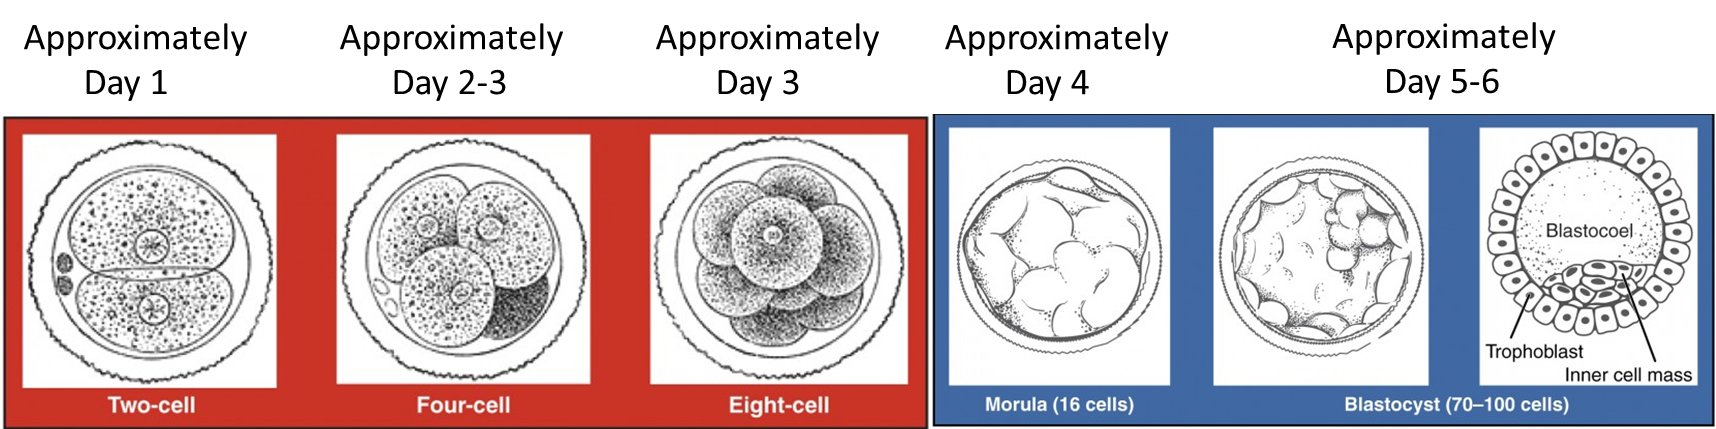 Approximately
Day 1
Approximately
Day 2-3
Approximately
Day 3
Approximately
Day 4
Approximately
Day 5-6
Two-cell
Four-cell
Eight-cell
Morula (16 cells)
Blastocoel
Trophoblast
Inner cell mass
Blastocyst (70–100 cells)